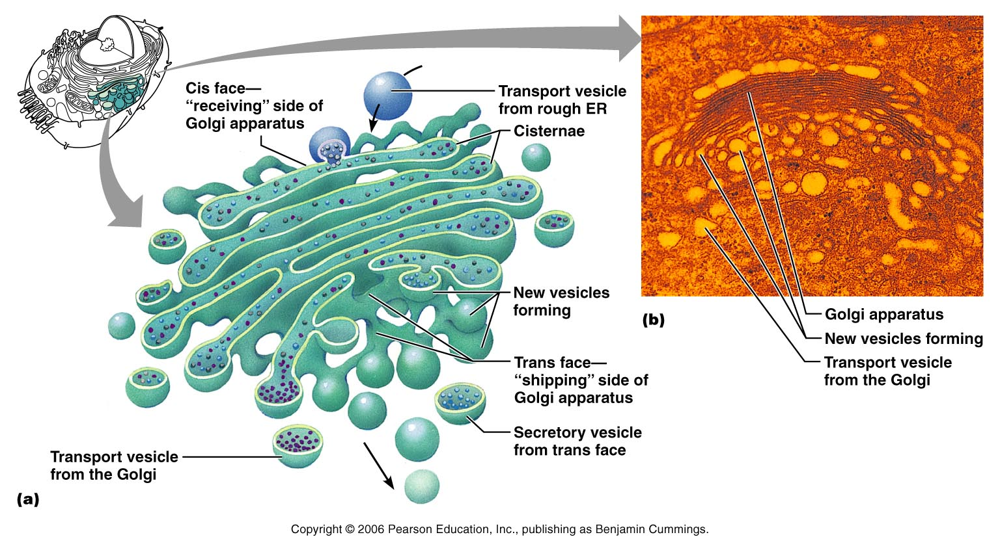 Cis face—
“receiving” side of
Golgi apparatus
Transport vesicle
from rough ER
Cisternae
New vesicles
forming
Trans face—
“shipping” side of
Golgi apparatus
Secretory vesicle
from trans face
Transport vesicle
from the Golgi
(a)
(b)
Golgi apparatus
New vesicles forming
Transport vesicle
from the Golgi
Copyright © 2006 Pearson Education, Inc., publishing as Benjamin Cummings.